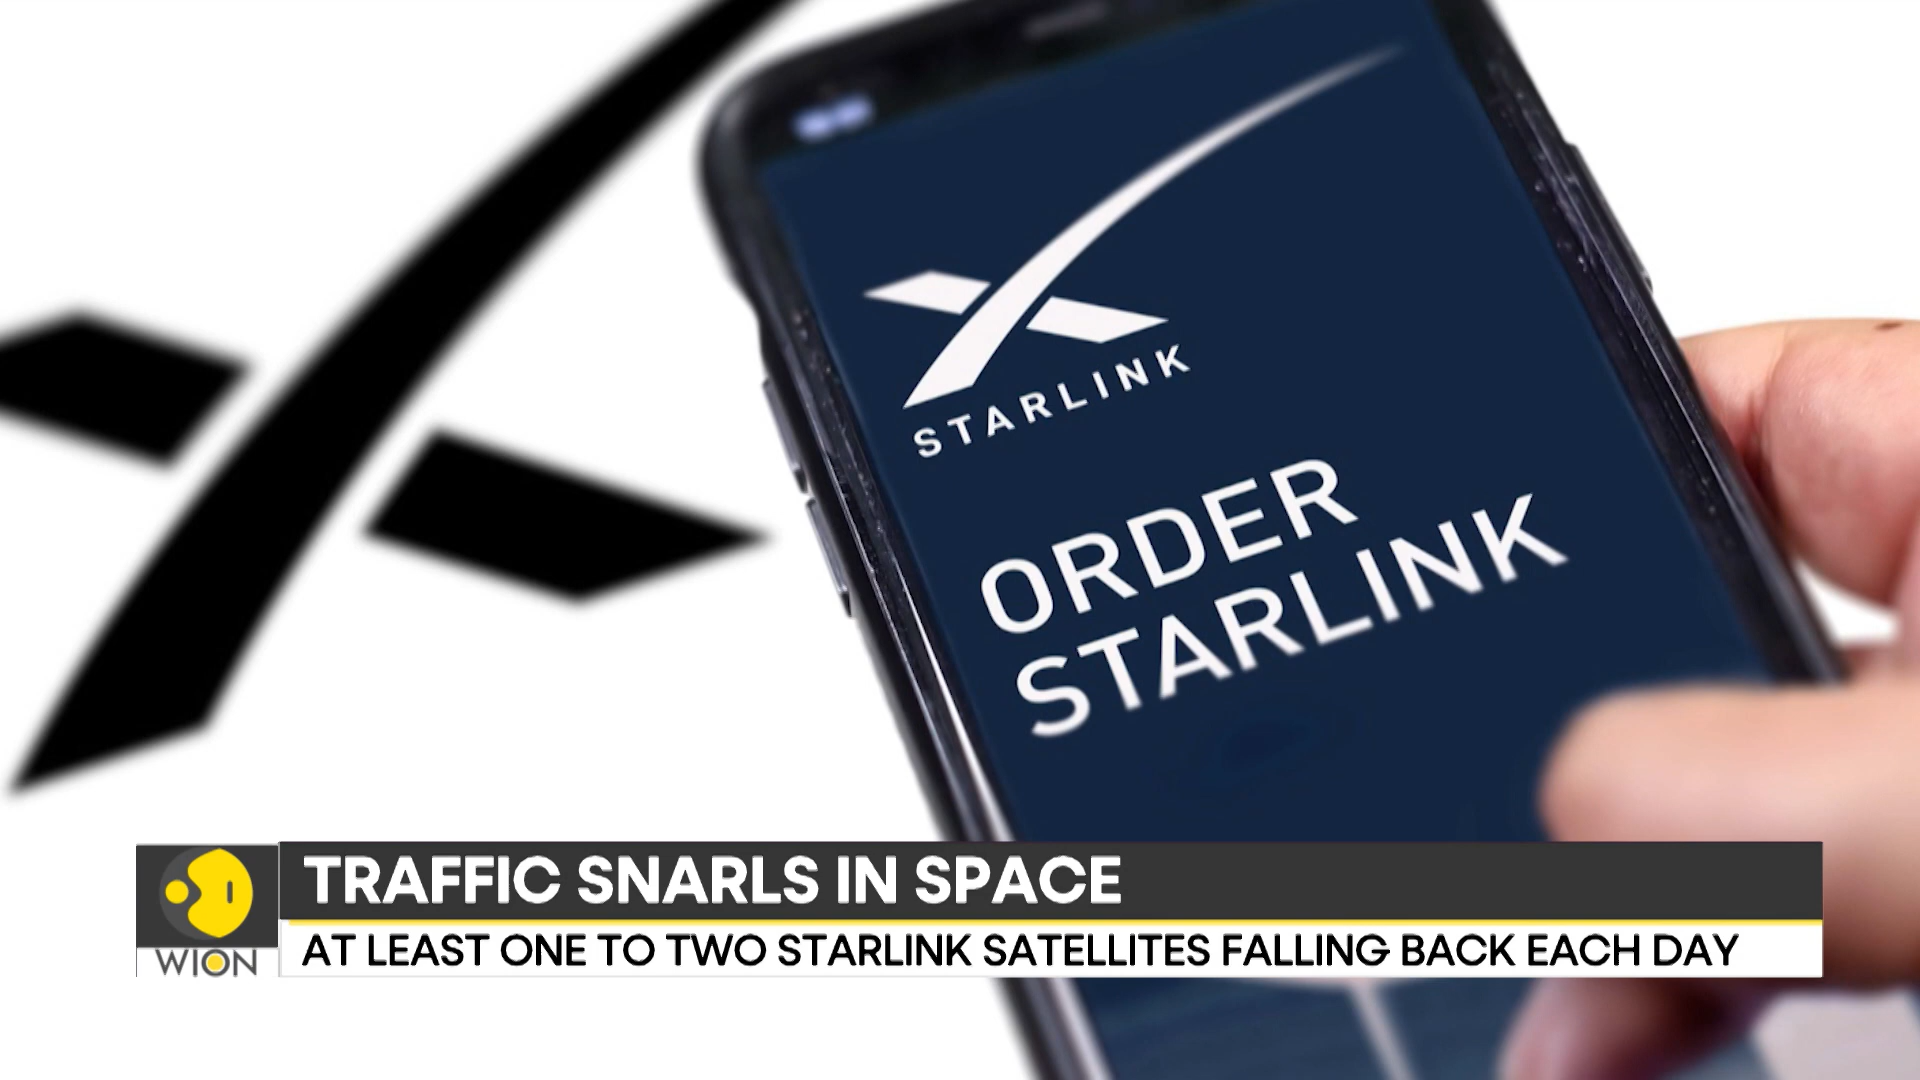 STARLINK
ORDER
STARLINK
TRAFFIC SNARLS IN SPACE
AT LEAST ONE TO TWO STARLINK SATELLITES FALLING BACK EACH DAY
WION